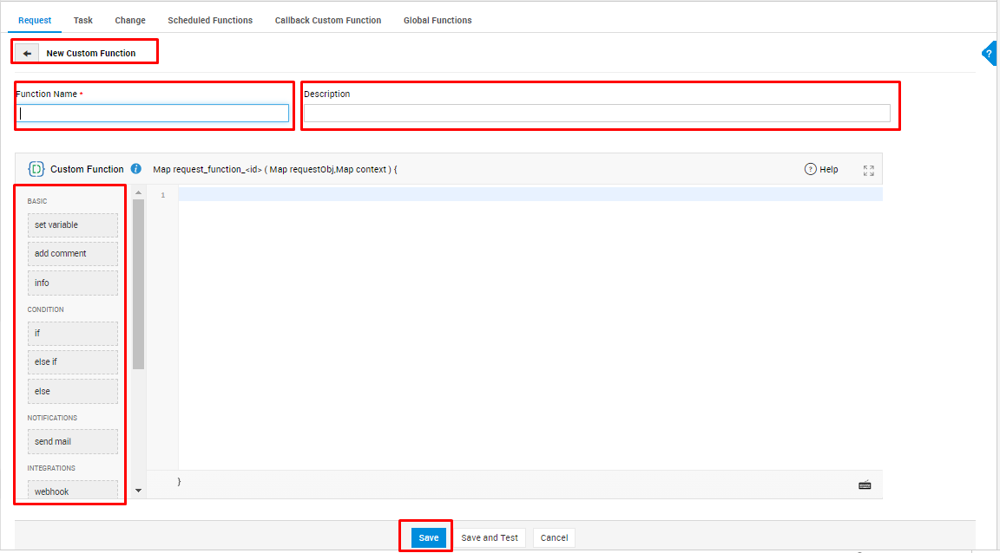 Request Task Change Scheduled Functions Callback Custom Function Global Functions
New Custom Function
?
Function Name *
Description
Custom Function i Map request_function_<id> ( Map requestObj,Map context ) {
? Help
BASIC
1
set variable
add comment
info
CONDITION
if
else if
else
NOTIFICATIONS
send mail
INTEGRATIONS
webhook
}
Save Save and Test Cancel